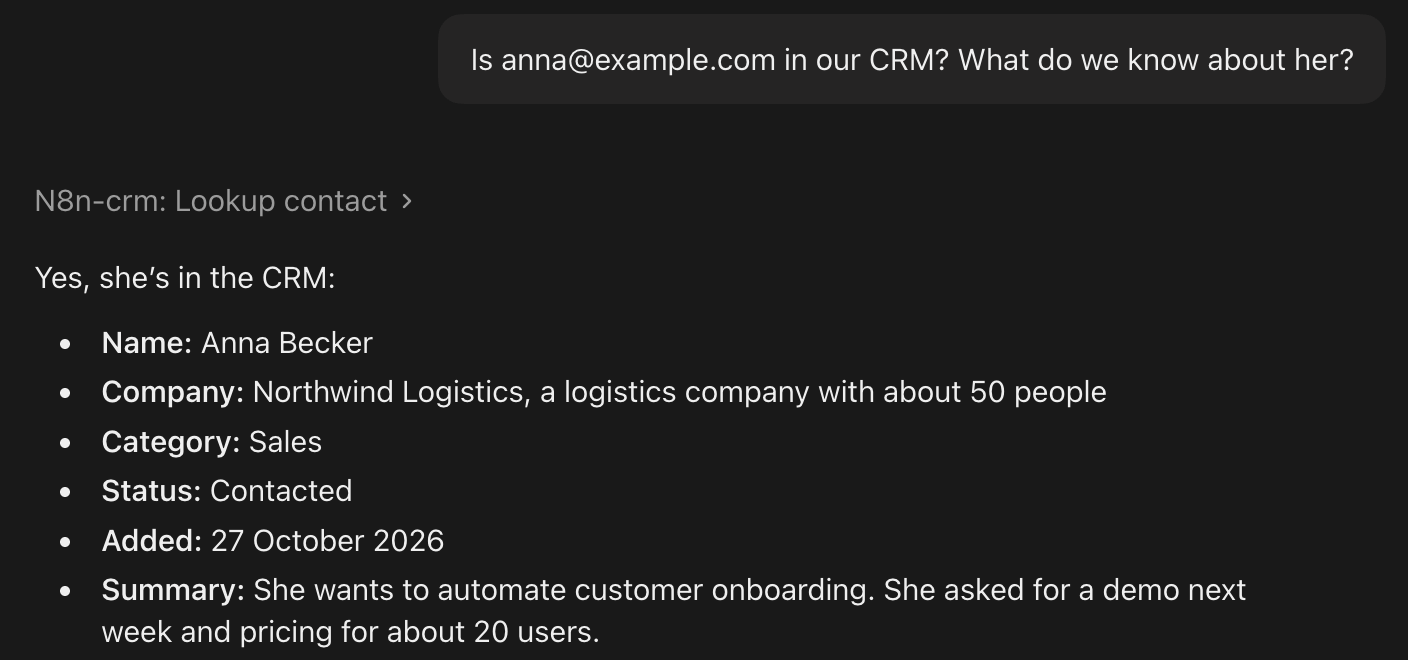 Is anna@example.com in our CRM? What do we know about her?
N8n-crm: Lookup contact ›
Yes, she’s in the CRM:
• Name: Anna Becker
• Company: Northwind Logistics, a logistics company with about 50 people
• Category: Sales
• Status: Contacted
• Added: 27 October 2026
• Summary: She wants to automate customer onboarding. She asked for a demo next
week and pricing for about 20 users.